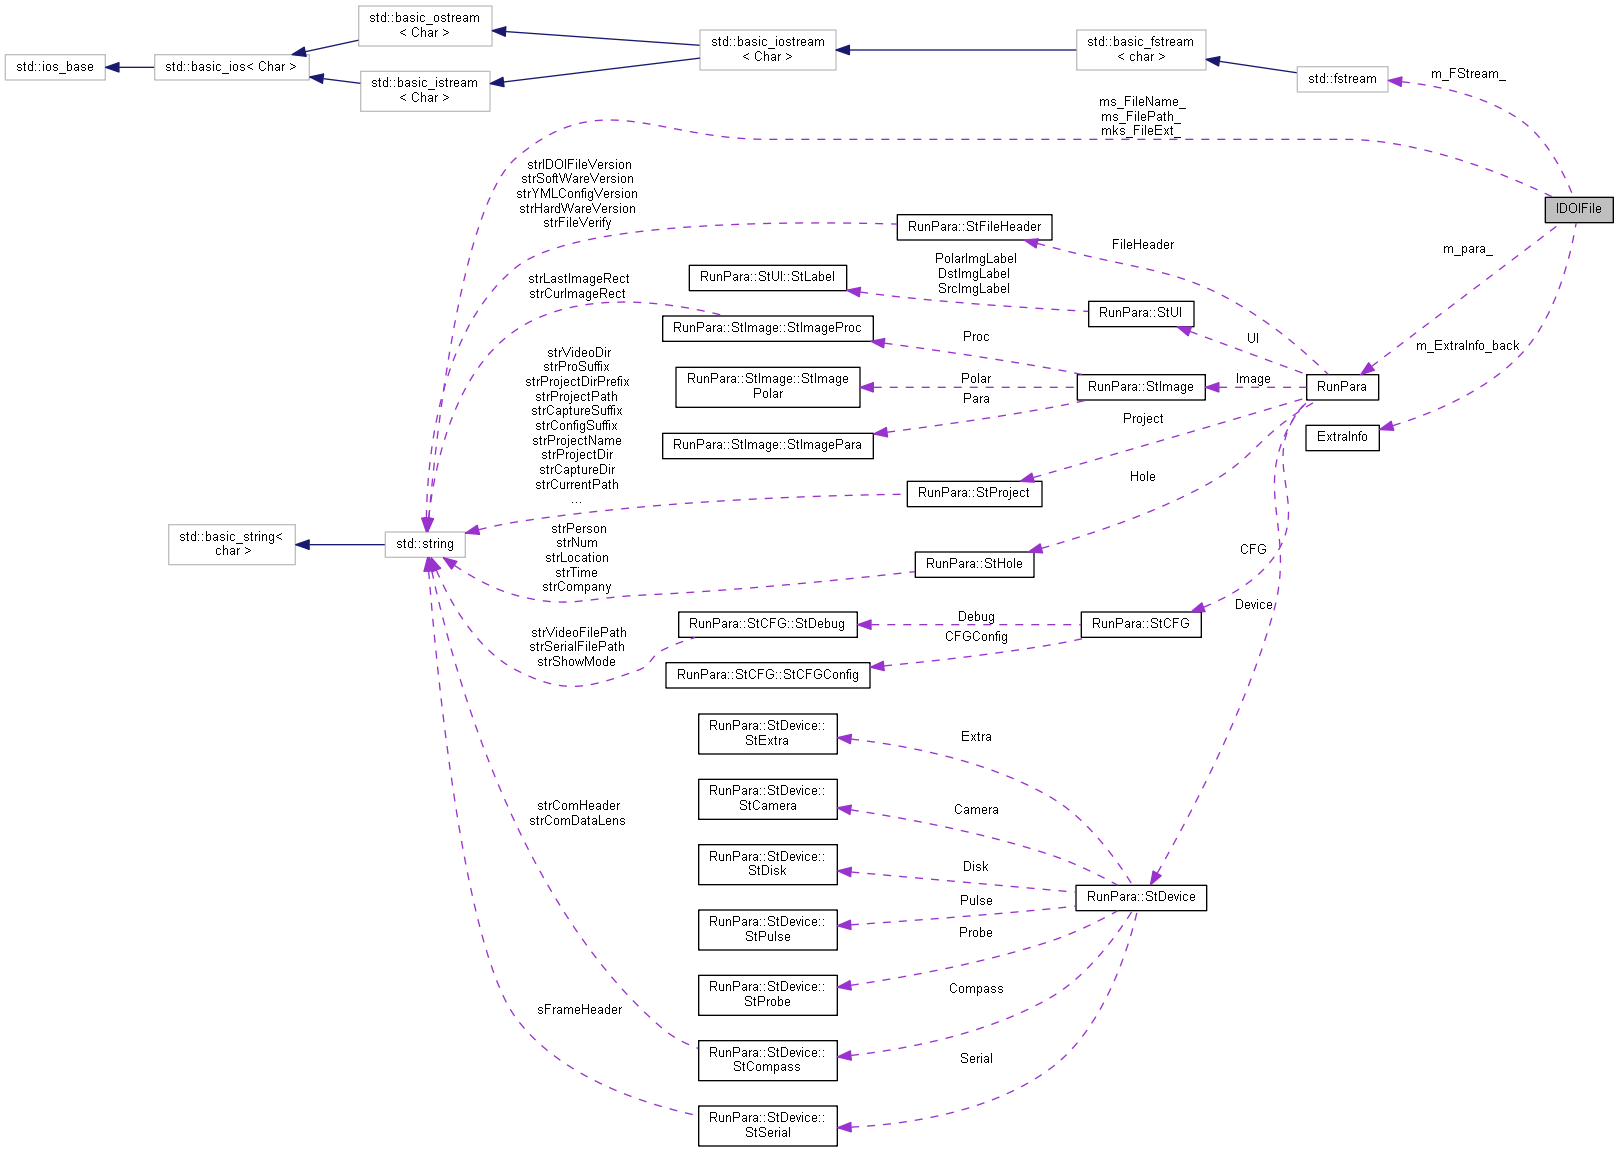 std::basic_ostream
< Char >
std::basic_iostream
< Char >
std::basic_fstream
< char >
std::ios_base
std::basic_ios< Char >
std::basic_istream
< Char >
std::fstream
m_FStream_
ms_FileName_
ms_FilePath_
mks_FileExt_
strIDOIFileVersion
strSoftWareVersion
strYMLConfigVersion
strHardWareVersion
strFileVerify
IDOIFile
RunPara::StFileHeader
FileHeader
m_para_
PolarImgLabel
DstImgLabel
SrcImgLabel
RunPara::StUI::StLabel
strLastImageRect
strCurImageRect
RunPara::StUI
RunPara::StImage::StImageProc
Proc
UI
m_ExtraInfo_back
strVideoDir
strProSuffix
strProjectDirPrefix
strProjectPath
strCaptureSuffix
strConfigSuffix
strProjectName
strProjectDir
strCaptureDir
strCurrentPath
...
RunPara::StImage::StImage
Polar
Polar
RunPara::StImage
Image
RunPara
Para
RunPara::StImage::StImagePara
Project
ExtraInfo
Hole
RunPara::StProject
std::basic_string<
char >
std::string
strPerson
strNum
strLocation
strTime
strCompany
RunPara::StHole
CFG
Device
RunPara::StCFG::StDebug
Debug
RunPara::StCFG
CFGConfig
strVideoFilePath
strSerialFilePath
strShowMode
RunPara::StCFG::StCFGConfig
RunPara::StDevice::
StExtra
Extra
RunPara::StDevice::
StCamera
Camera
strComHeader
strComDataLens
RunPara::StDevice::
StDisk
Disk
RunPara::StDevice
Pulse
RunPara::StDevice::
StPulse
Probe
RunPara::StDevice::
StProbe
Compass
sFrameHeader
RunPara::StDevice::
StCompass
Serial
RunPara::StDevice::
StSerial